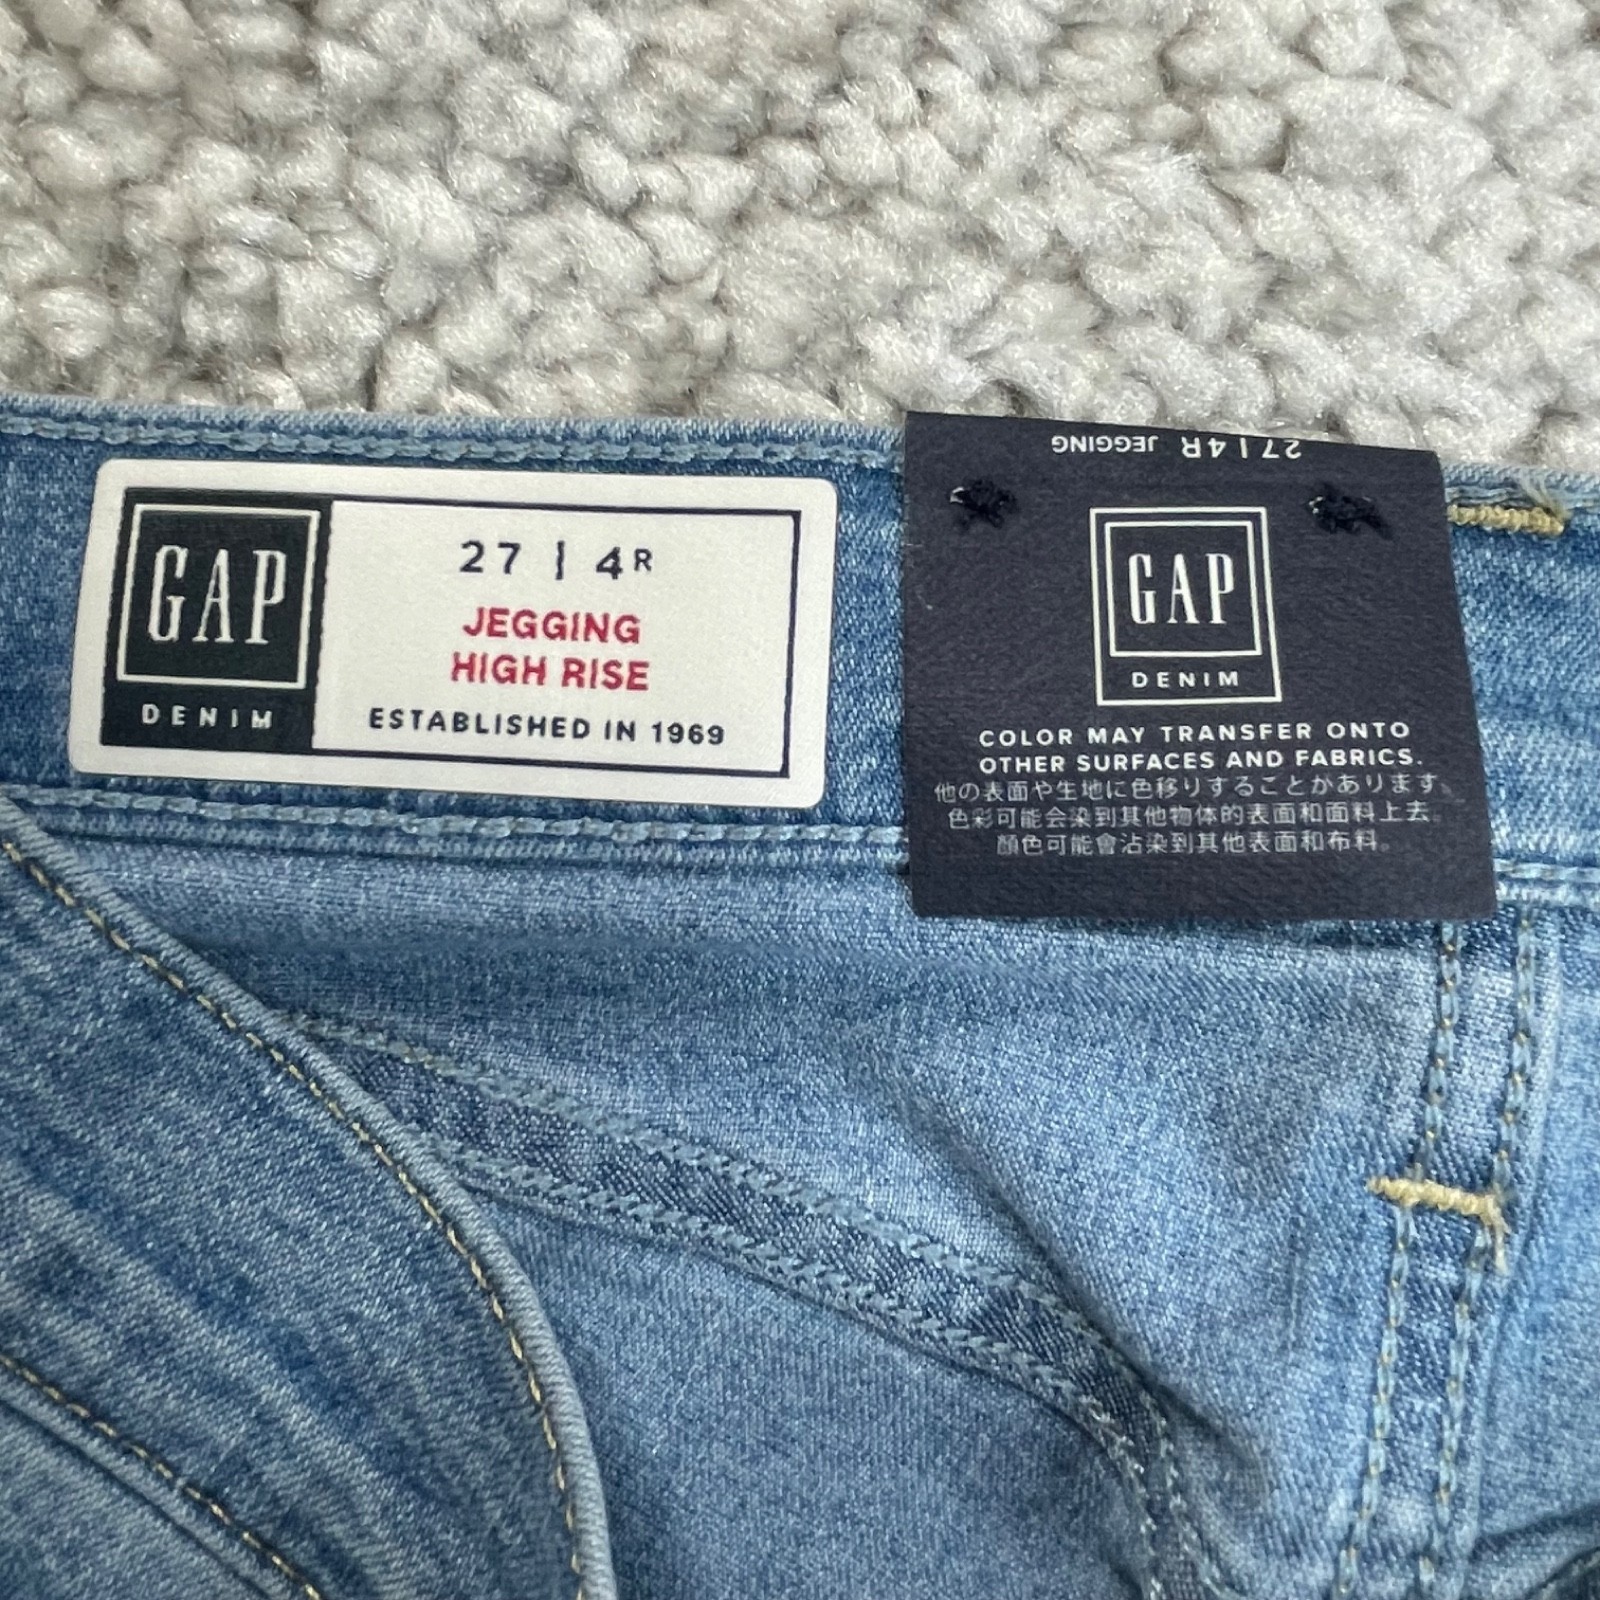 GAP
DENIM
27 | 4R
JEGGING
HIGH RISE
ESTABLISHED IN 1969
27 | 4R JEGGING
GAP
DENIM
COLOR MAY TRANSFER ONTO
OTHER SURFACES AND FABRICS.
他の表面や生地に色移りすることがあります。
色彩可能会染到其他物体的表面和面料上去。
顏色可能會沾染到其他表面和布料。